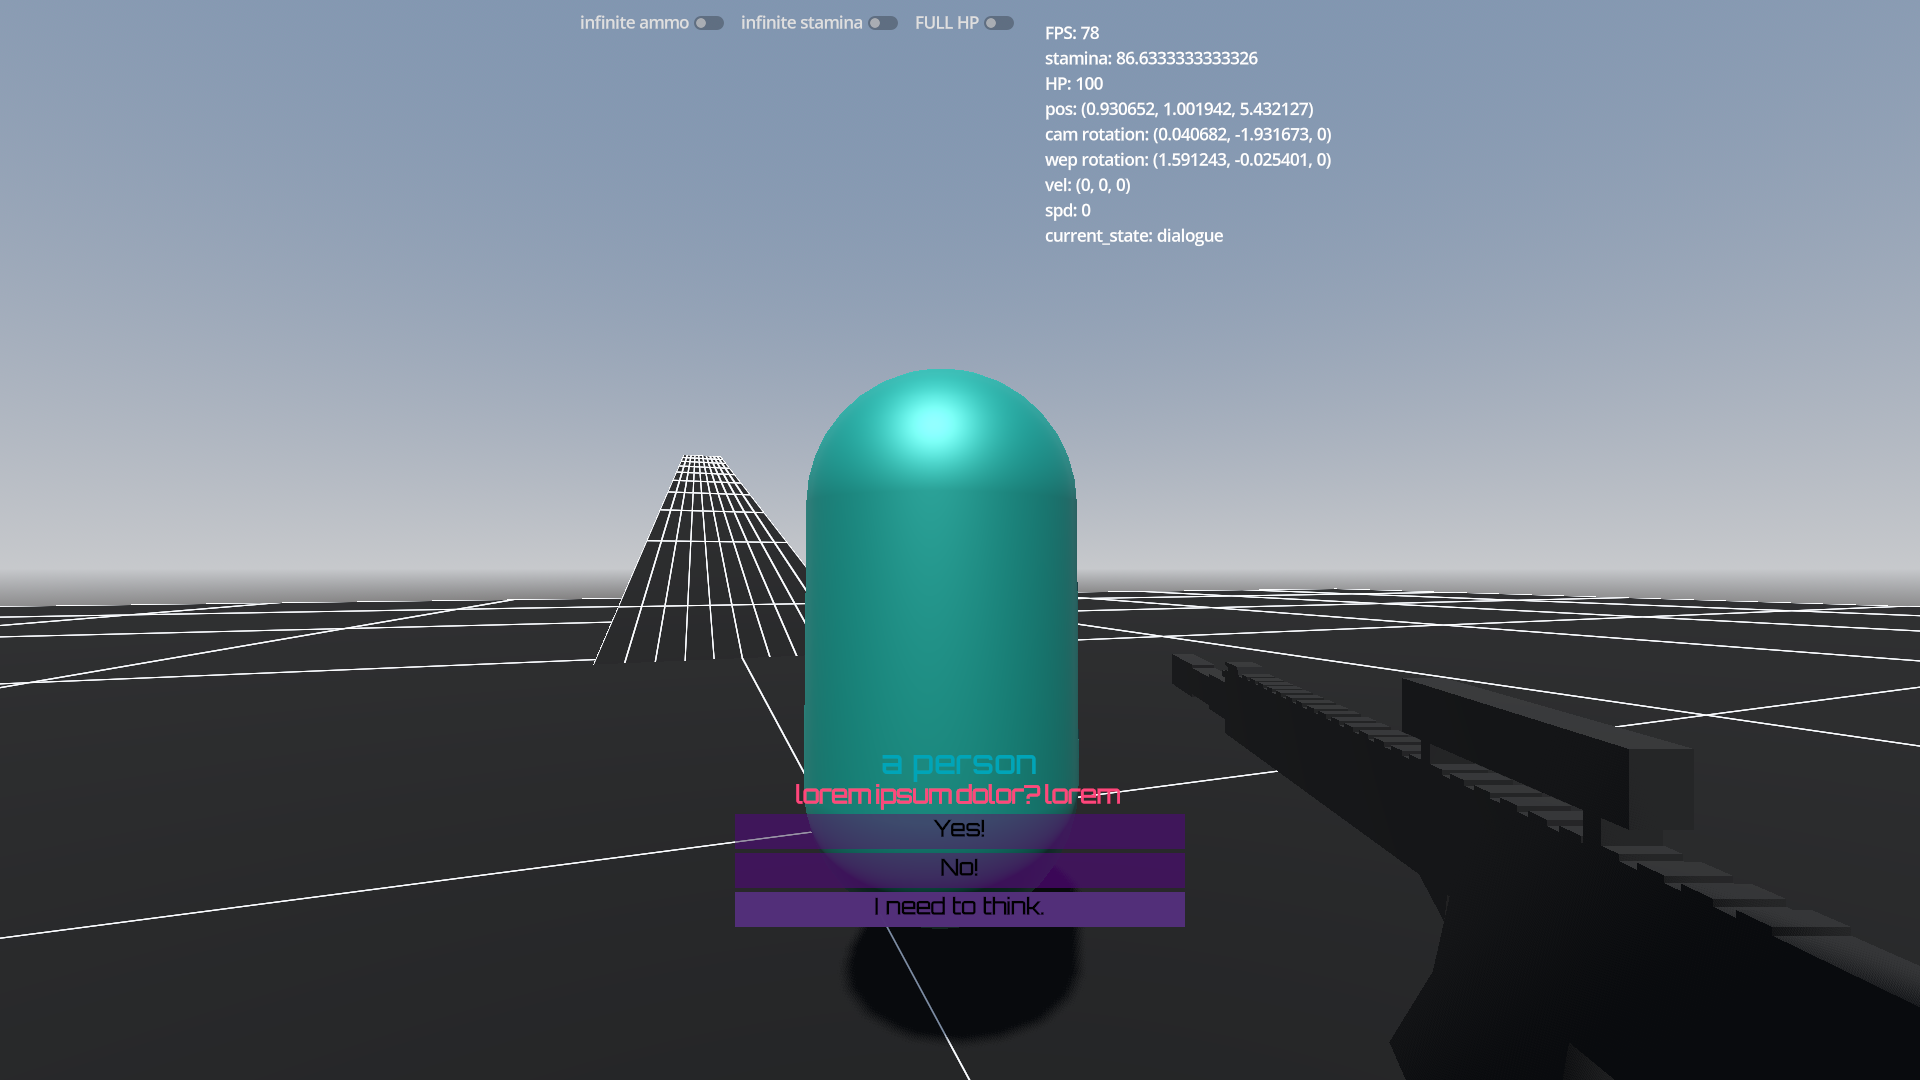 infinite ammo infinite stamina FULL HP
FPS: 78
stamina: 86.6333333333326
HP: 100
pos: (0.930652, 1.001942, 5.432127)
cam rotation: (0.040682, -1.931673, 0)
wep rotation: (1.591243, -0.025401, 0)
vel: (0, 0, 0)
spd: 0
current_state: dialogue
a person
lorem ipsum dolor? lorem
Yes!
No!
I need to think.